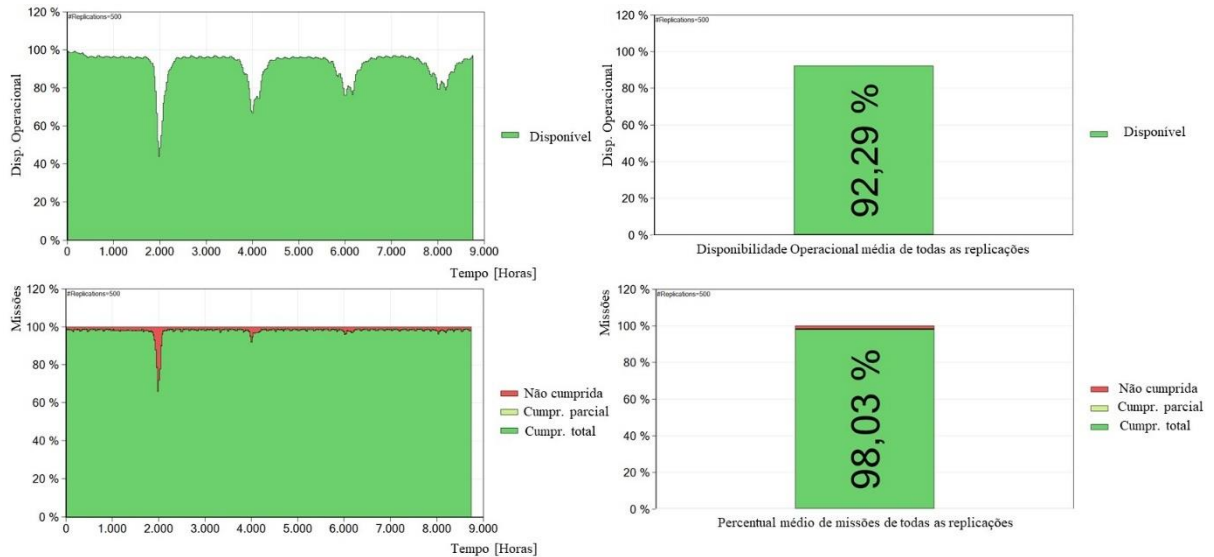 120 %
#Replications=500
100 %
80 %
60 %
40 %
20 %
0 %
Disp. Operacional
0 1.000 2.000 3.000 4.000 5.000 6.000 7.000 8.000 9.000
Tempo [Horas]
Disponível
120 %
#Replications=500
100 %
80 %
60 %
40 %
20 %
0 %
Disp. Operacional
92,29 %
Disponibilidade Operacional média de todas as replicações
Disponível
120 %
#Replications=500
100 %
80 %
60 %
40 %
20 %
0 %
Missões
0 1.000 2.000 3.000 4.000 5.000 6.000 7.000 8.000 9.000
Tempo [Horas]
Não cumprida
Cumpr. parcial
Cumpr. total
120 %
#Replications=500
100 %
80 %
60 %
40 %
20 %
0 %
Missões
98,03 %
Percentual médio de missões de todas as replicações
Não cumprida
Cumpr. parcial
Cumpr. total